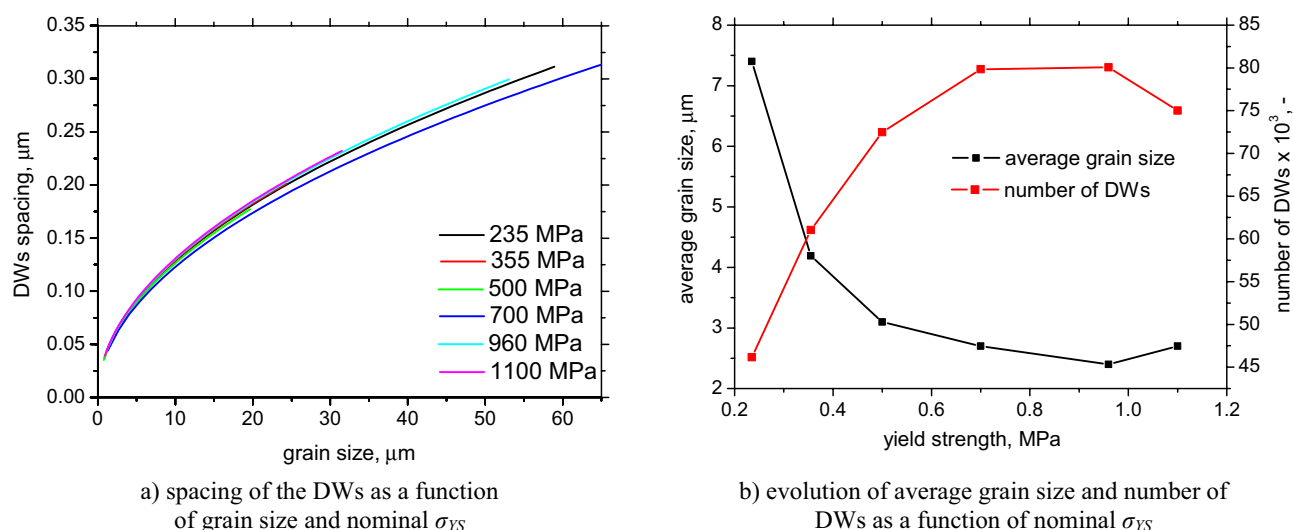 0.35
0.30
0.25
0.20
0.15
0.10
0.05
0.00
DWs spacing, μm
0 10 20 30 40 50 60
grain size, μm
235 MPa
355 MPa
500 MPa
700 MPa
960 MPa
1100 MPa
a) spacing of the DWs as a function
of grain size and nominal σYS
8
7
6
5
4
3
2
average grain size, μm
0.2 0.4 0.6 0.8 1.0 1.2
yield strength, MPa
average grain size
number of DWs
85
80
75
70
65
60
55
50
45
number of DWs x 10³, -
b) evolution of average grain size and number of
DWs as a function of nominal σYS